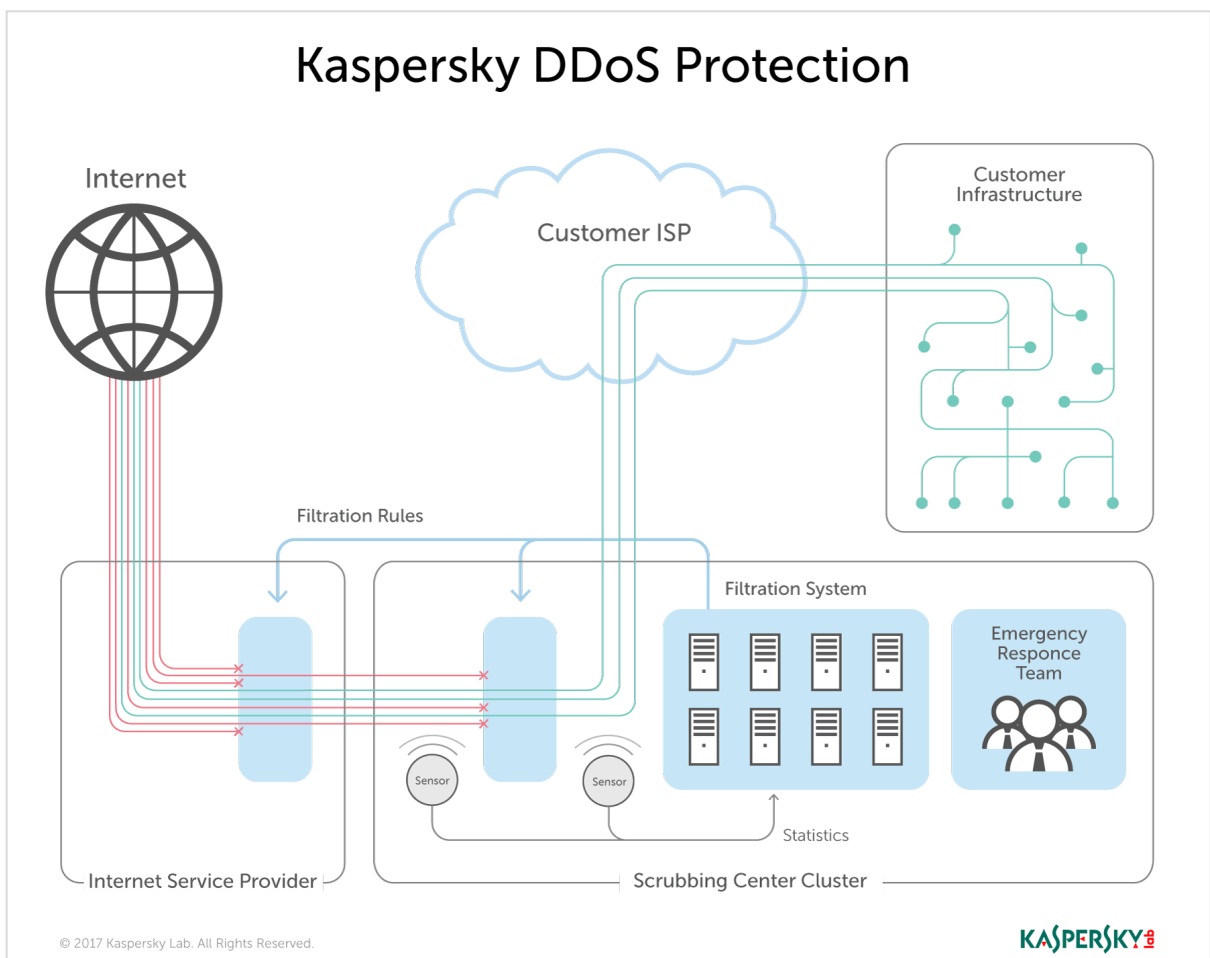 Kaspersky DDoS Protection
Internet
Customer ISP
Customer
Infrastructure
Filtration Rules
Filtration System
Emergency
Responce
Team
Sensor
Sensor
Statistics
Internet Service Provider
Scrubbing Center Cluster
© 2017 Kaspersky Lab. All Rights Reserved.
KASPERSKY lab